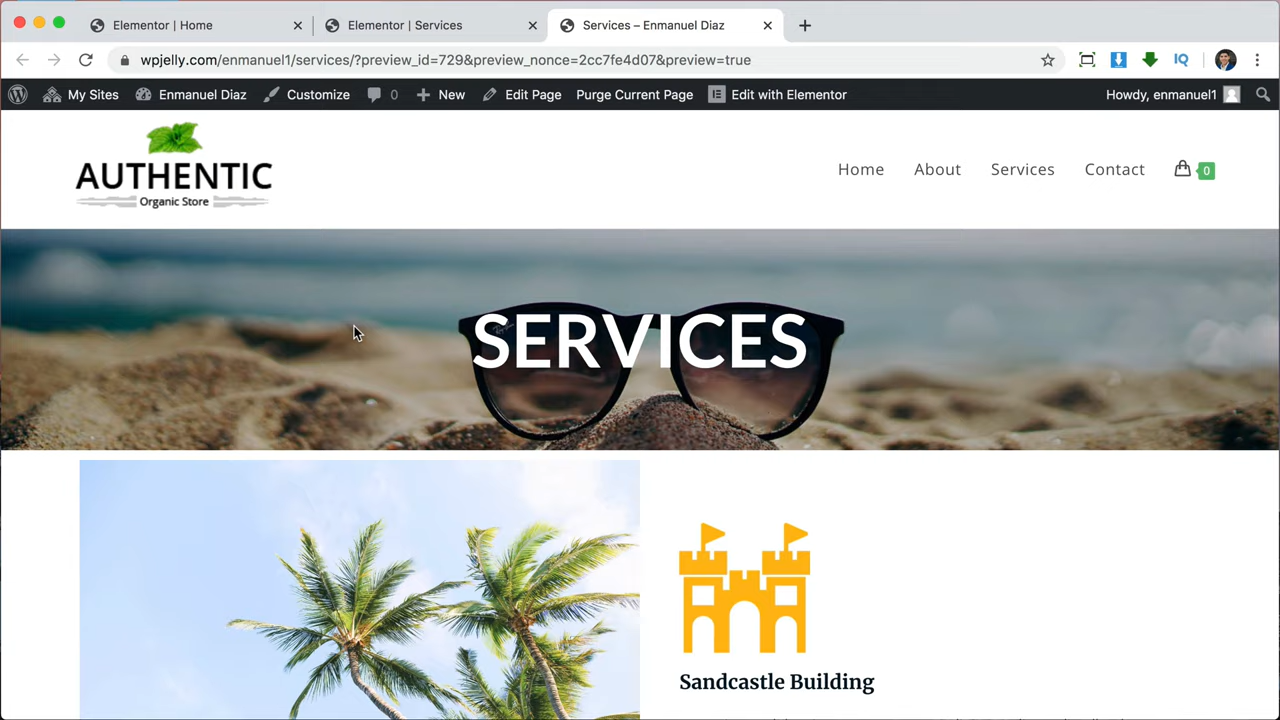 Elementor | Home
Elementor | Services
Services – Enmanuel Diaz
wpjelly.com/enmanuel1/services/?preview_id=729&preview_nonce=2cc7fe4d07&preview=true
IQ
My Sites
Enmanuel Diaz
Customize
0
New
Edit Page
Purge Current Page
Edit with Elementor
Howdy, enmanuel1
AUTHENTIC
Organic Store
Home
About
Services
Contact
0
SERVICES
Sandcastle Building